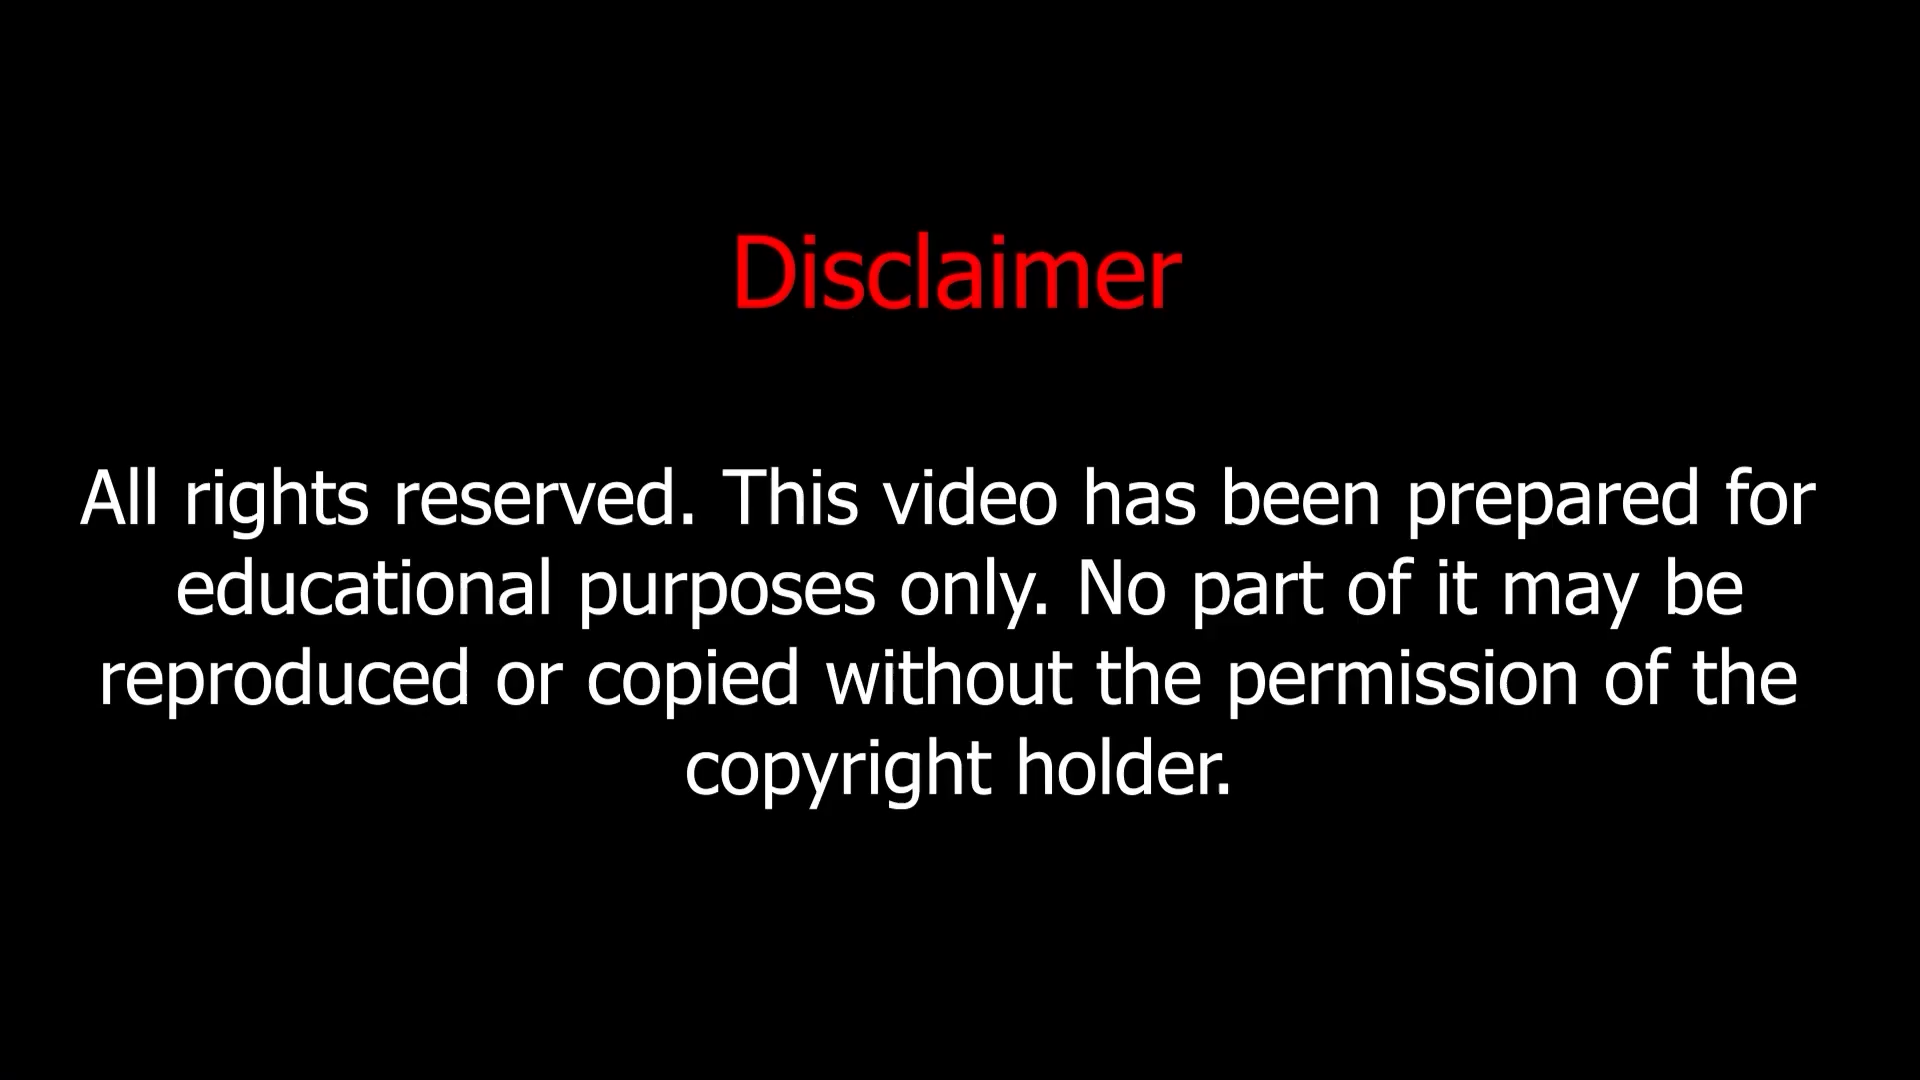 Disclaimer
All rights reserved. This video has been prepared for
educational purposes only. No part of it may be
reproduced or copied without the permission of the
copyright holder.